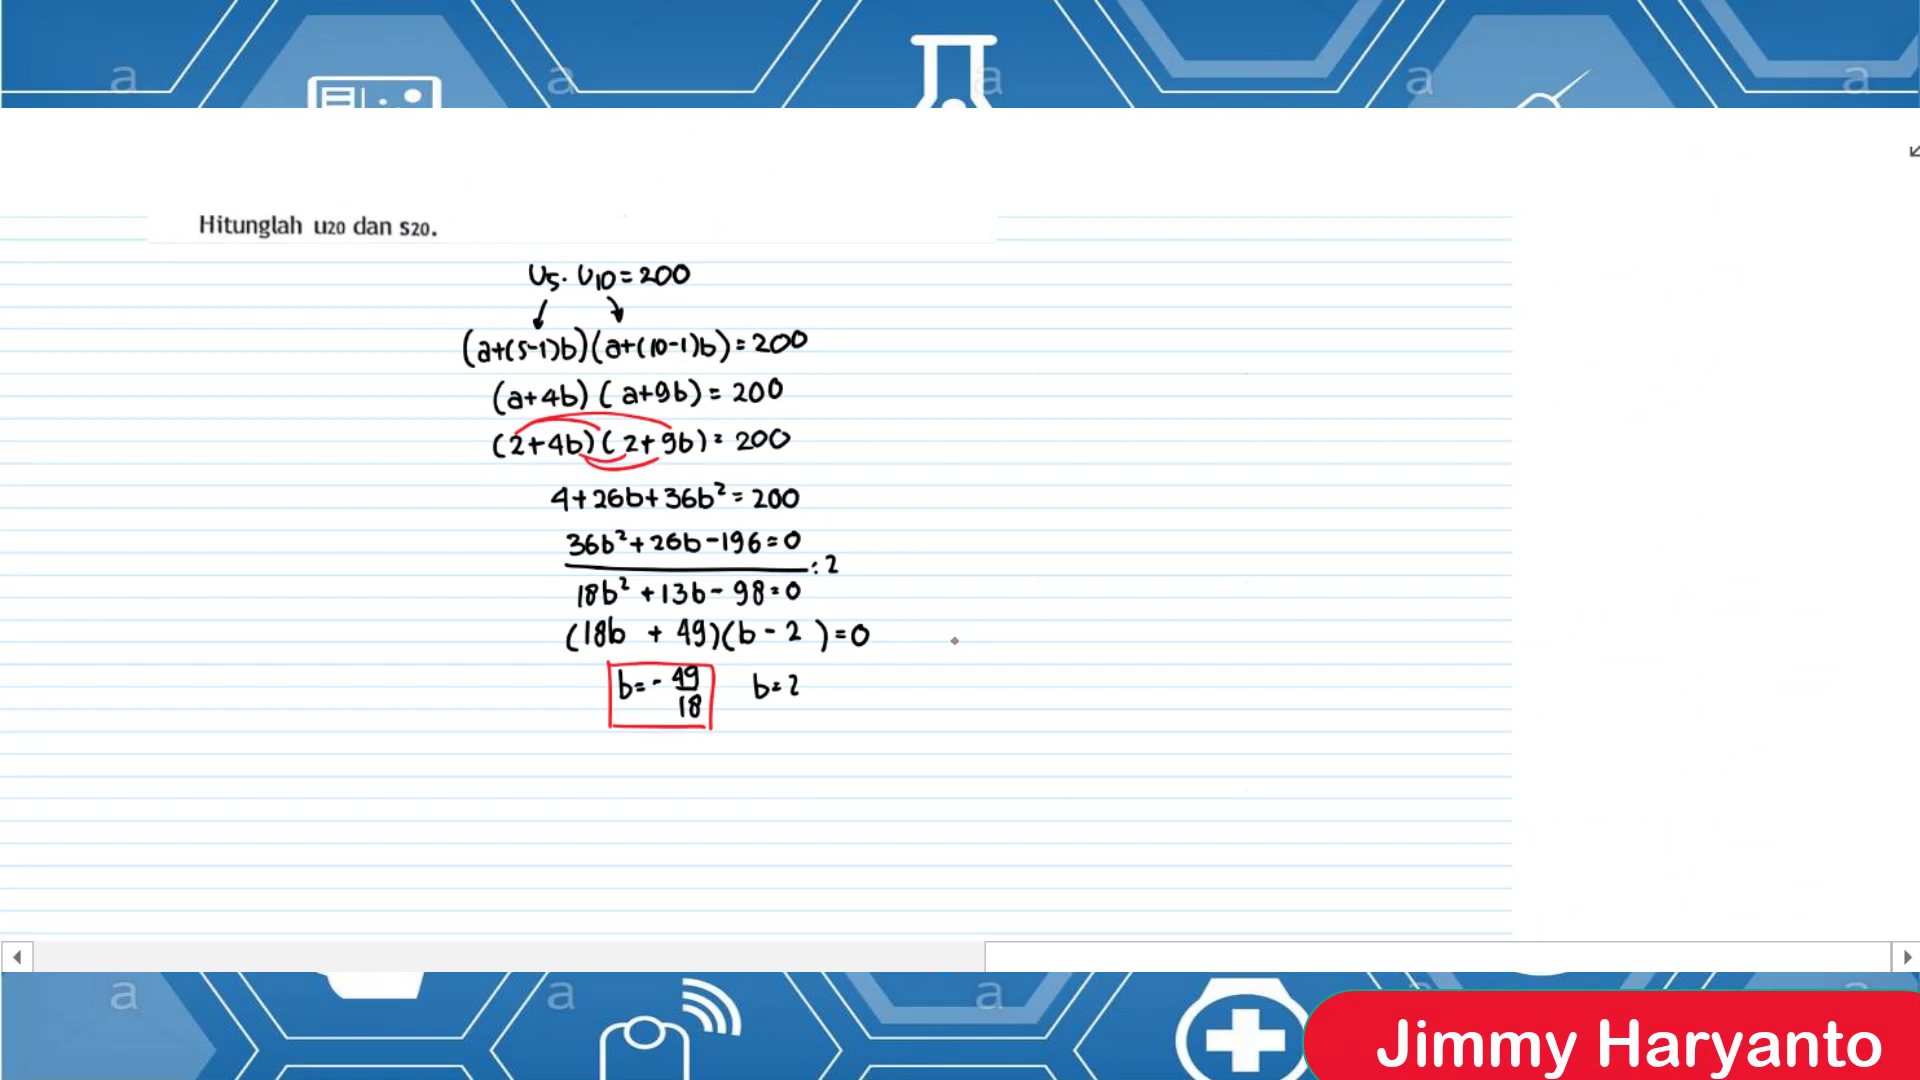 a a a a a
Hitunglah u20 dan s20.
U5. U10 = 200
(a+(5-1)b)(a+(10-1)b) = 200
(a+4b) (a+9b) = 200
(2+4b)(2+9b) = 200
4+26b+36b² = 200
36b²+26b-196=0
:2
18b² +13b- 98=0
(18b + 49)(b - 2 ) = 0
b= - 49/18 b=2
a a a
Jimmy Haryanto